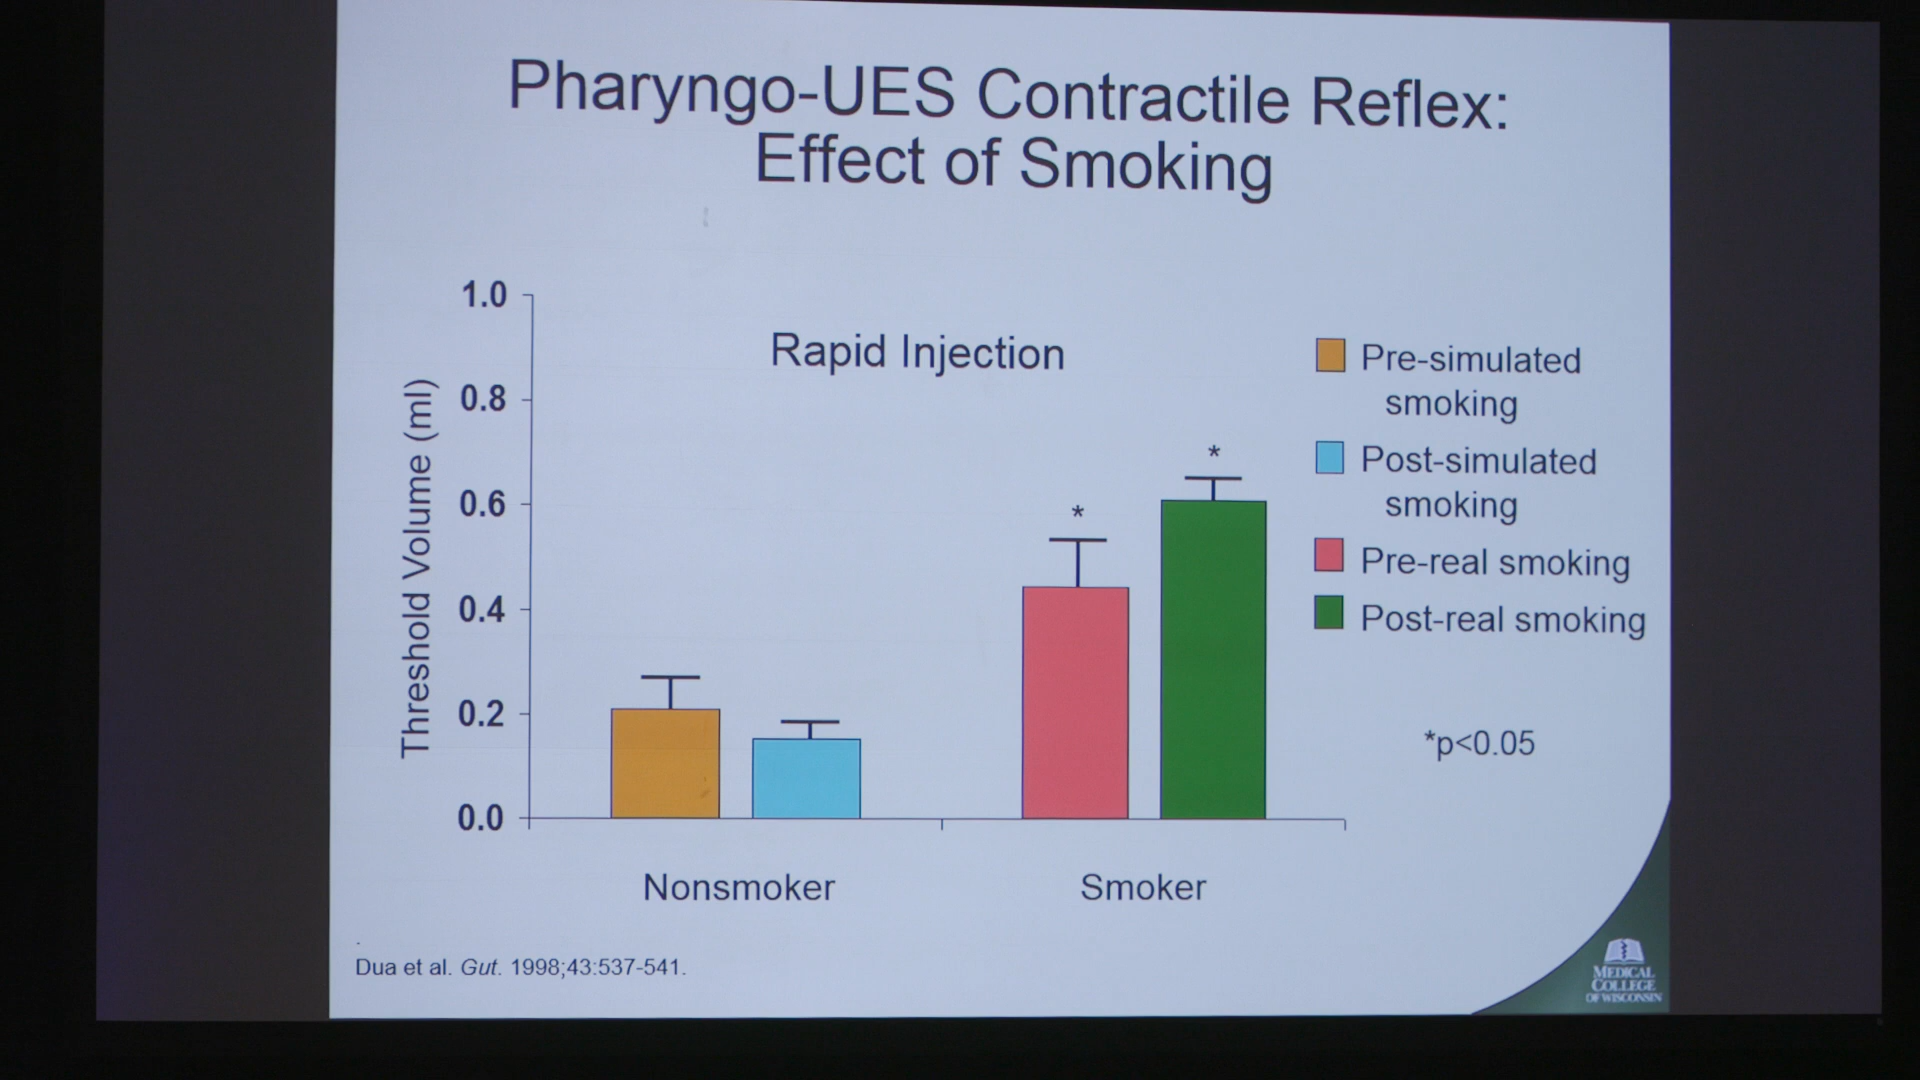 Pharyngo-UES Contractile Reflex:
Effect of Smoking
Rapid Injection
Threshold Volume (ml)
1.0
0.8
0.6
0.4
0.2
0.0
*
*
Pre-simulated
smoking
Post-simulated
smoking
Pre-real smoking
Post-real smoking
*p<0.05
Nonsmoker
Smoker
Dua et al. Gut. 1998;43:537-541.
MEDICAL
COLLEGE
OF WISCONSIN